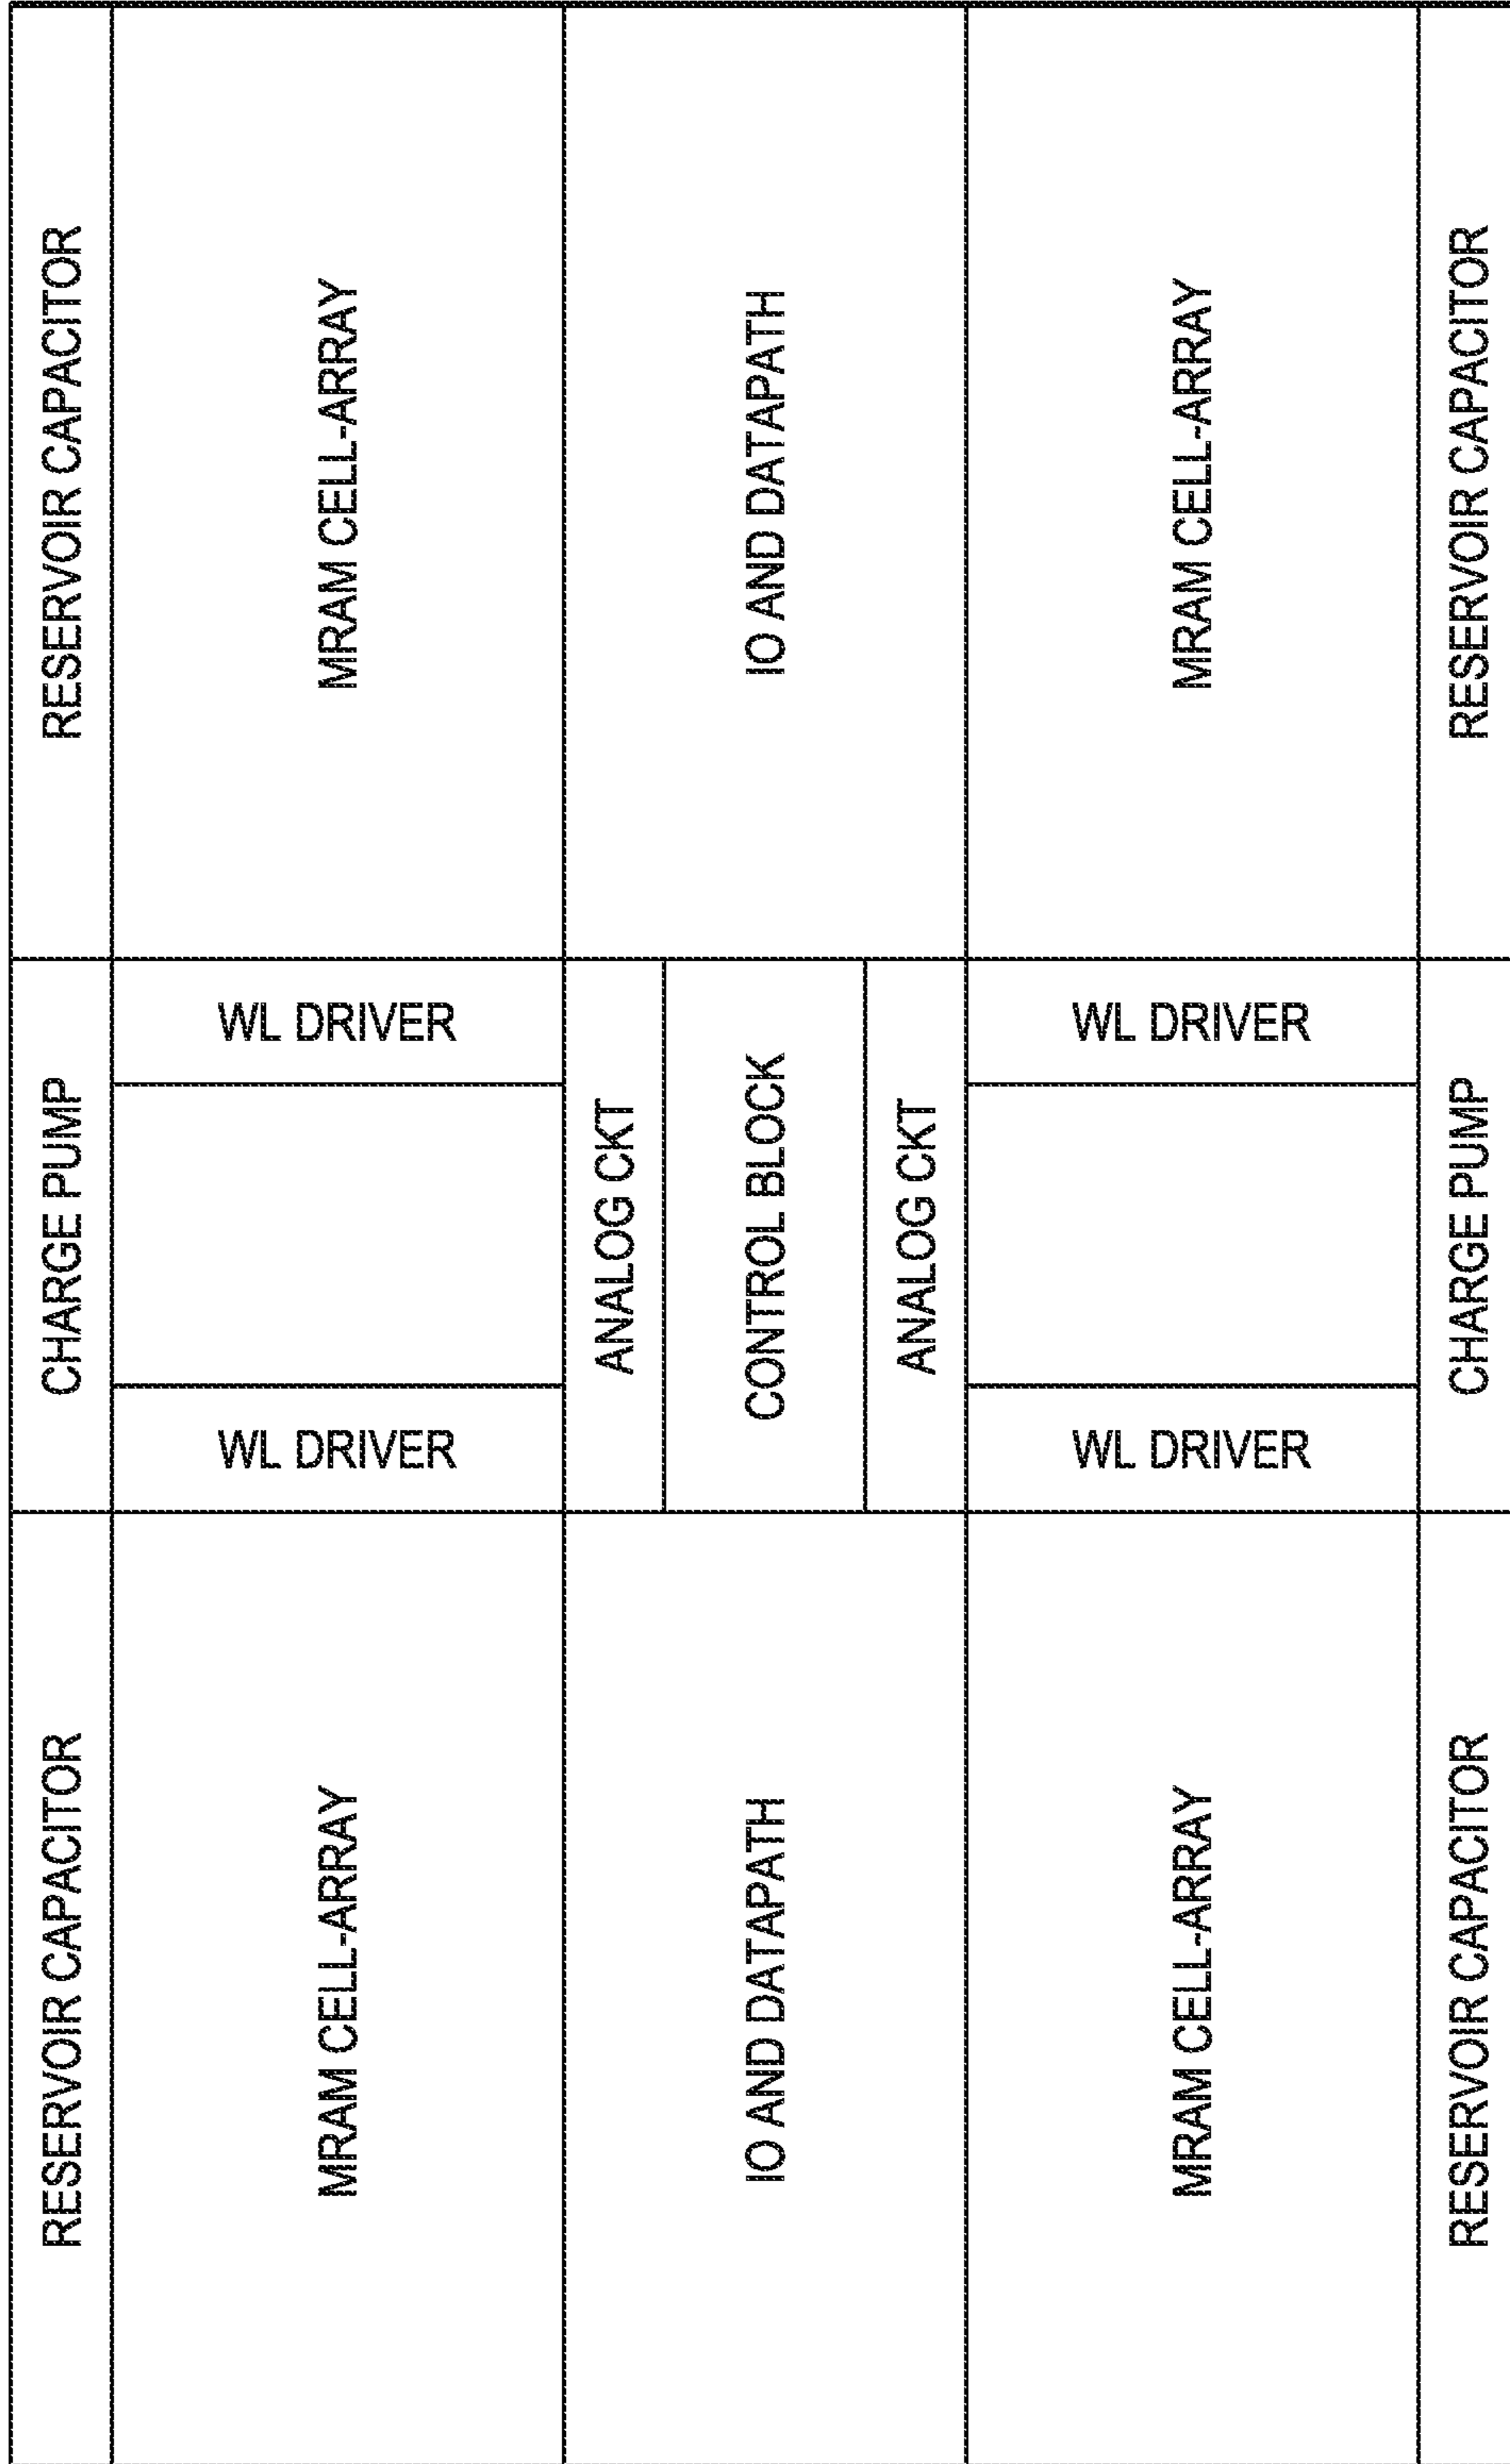 RESERVOIR CAPACITOR
CHARGE PUMP
RESERVOIR CAPACITOR
MRAM CELL-ARRAY
WL DRIVER
WL DRIVER
MRAM CELL-ARRAY
IO AND DATAPATH
ANALOG CKT
CONTROL BLOCK
ANALOG CKT
IO AND DATAPATH
MRAM CELL-ARRAY
WL DRIVER
WL DRIVER
MRAM CELL-ARRAY
RESERVOIR CAPACITOR
CHARGE PUMP
RESERVOIR CAPACITOR